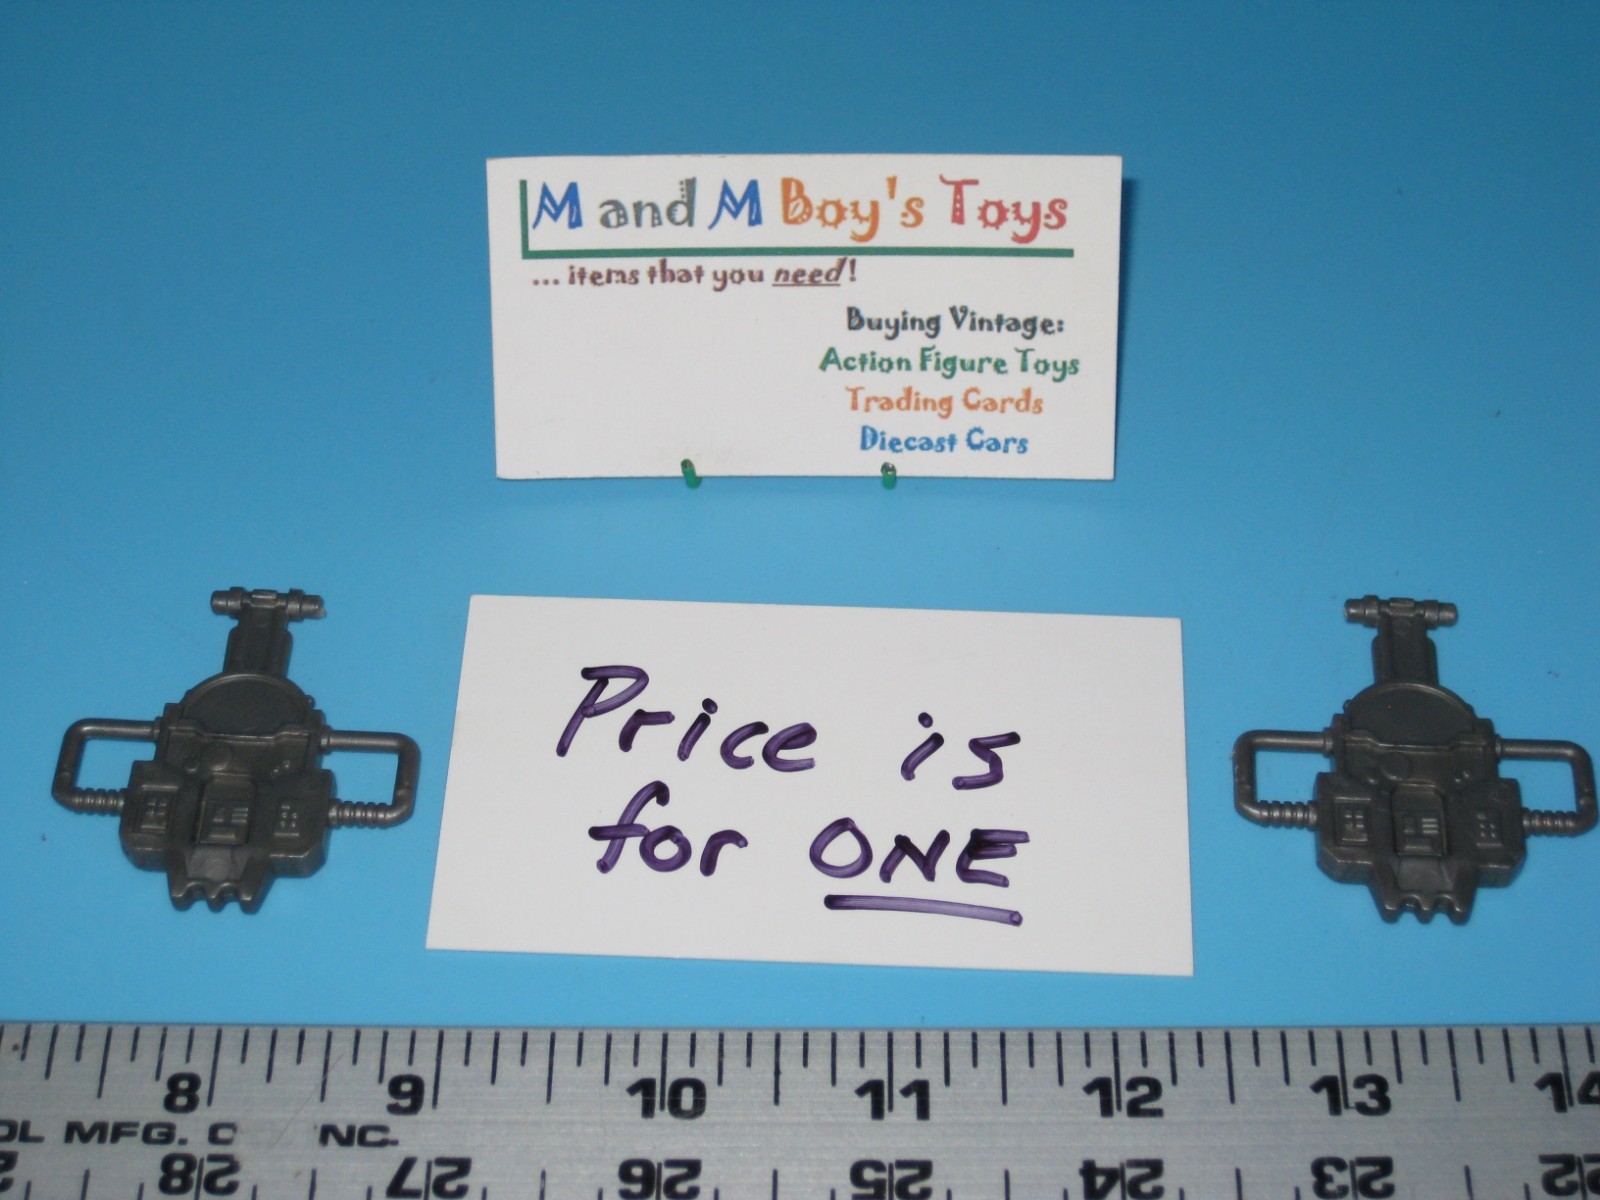 M and M Boy's Toys
... items that you need!
Buying Vintage:
Action Figure Toys
Trading Cards
Diecast Cars
Price is
for ONE
8 9 10 11 12 13 14
MFG. C NC.
28 27 26 25 24 23 22